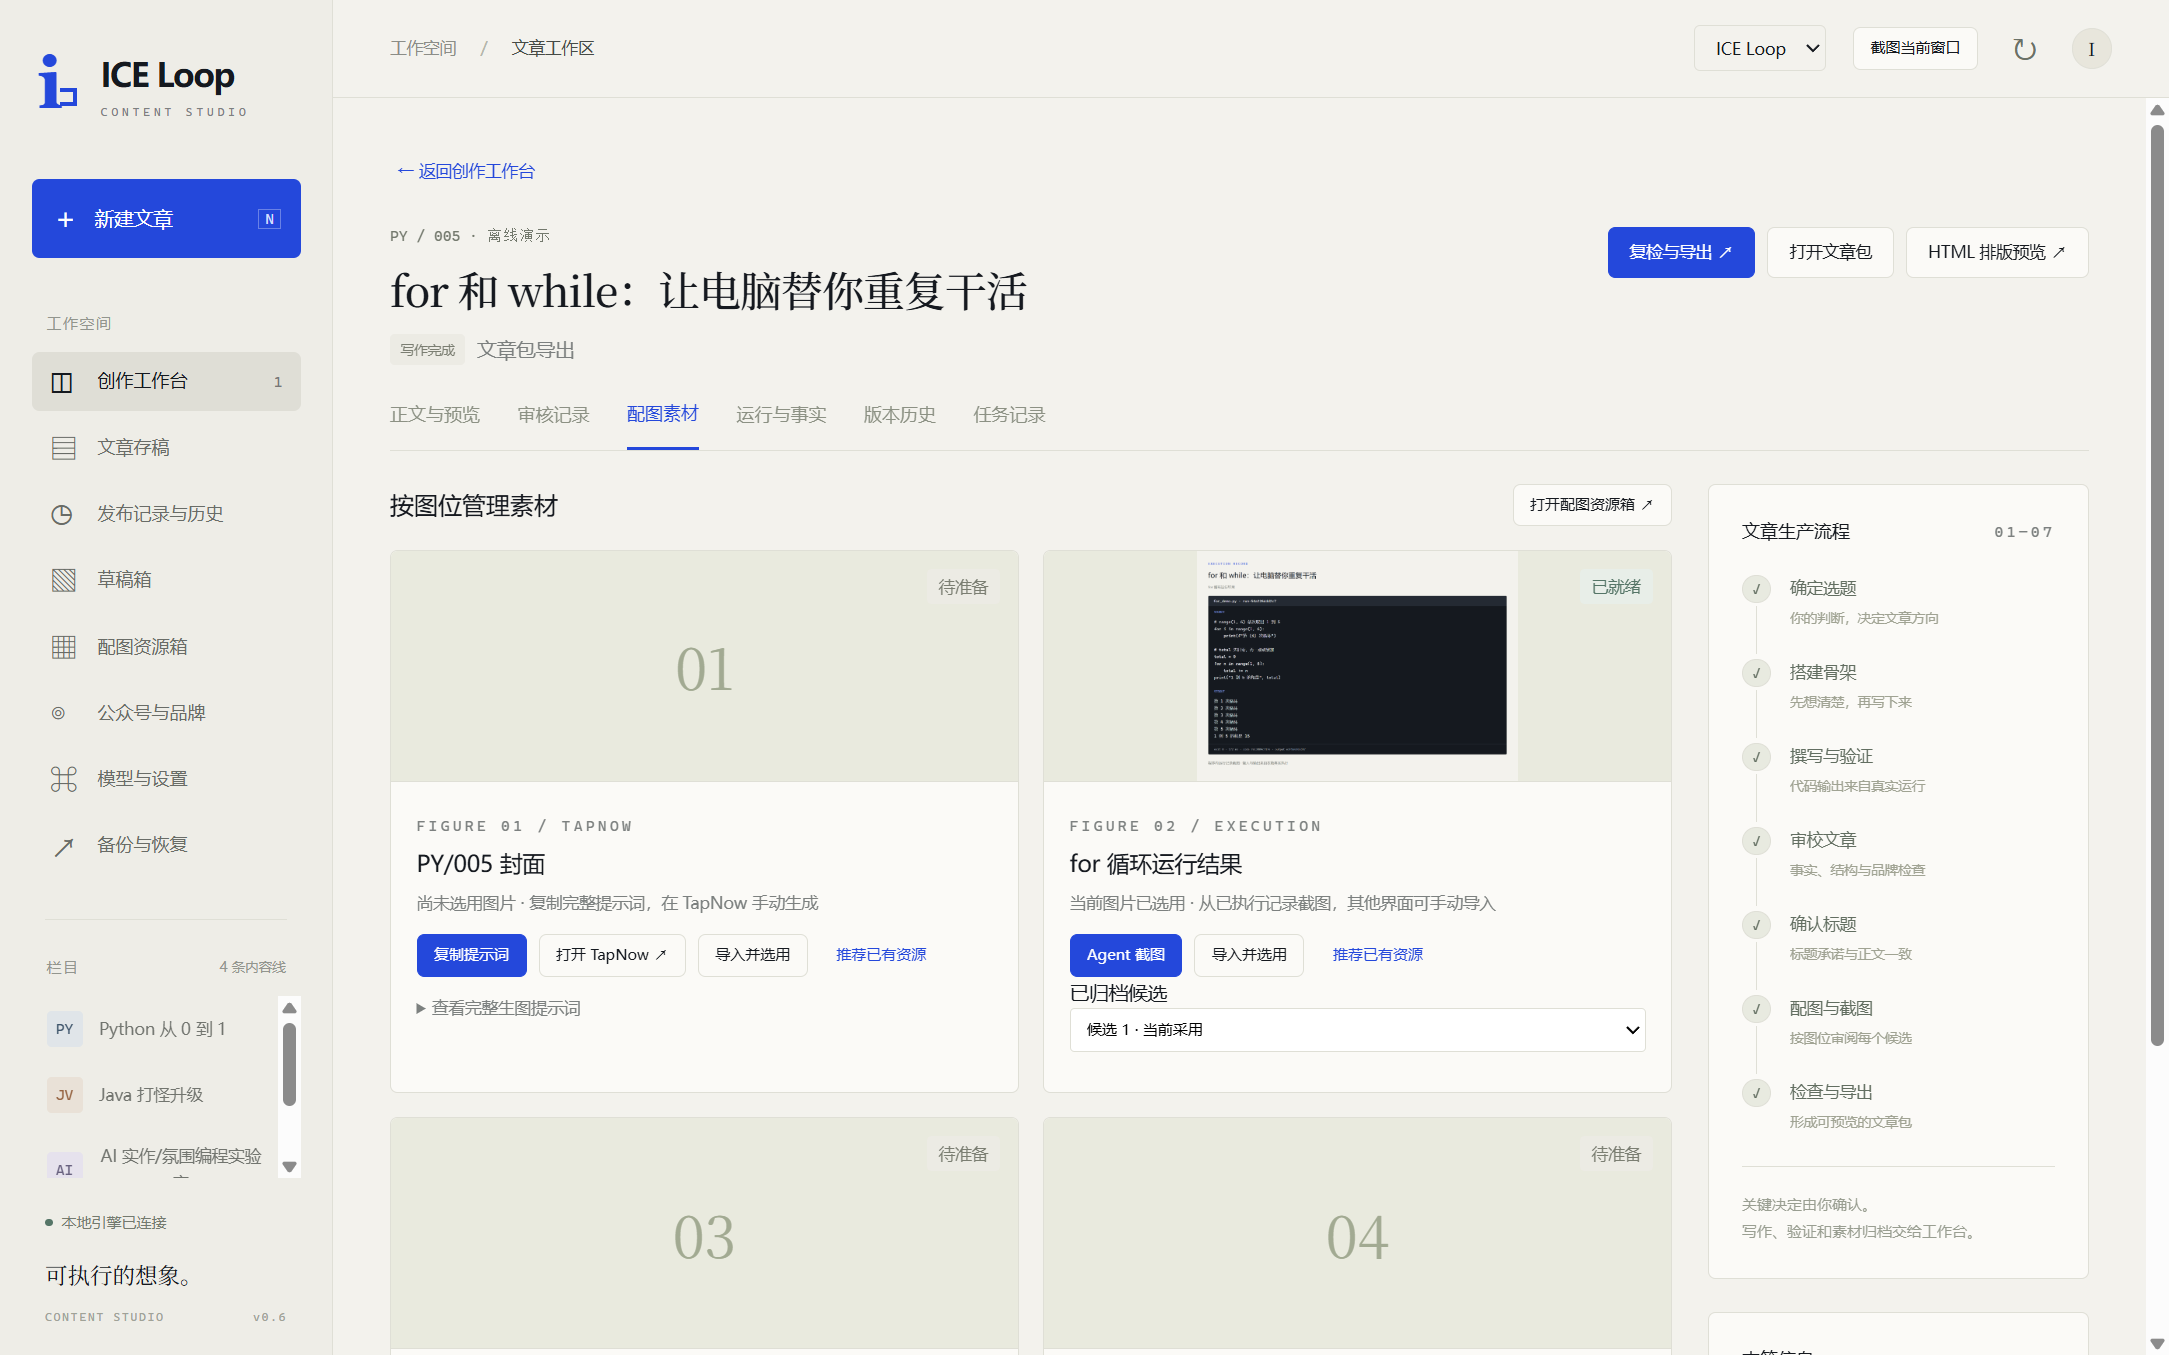 ICE Loop
CONTENT STUDIO
+ 新建文章 N
工作空间
创作工作台 1
文章存稿
发布记录与历史
草稿箱
配图资源箱
公众号与品牌
模型与设置
备份与恢复
栏目 4 条内容线
PY Python 从 0 到 1
JV Java 打怪升级
AI AI 实作/氛围编程实验
本地引擎已连接
可执行的想象。
CONTENT STUDIO v0.6
工作空间 / 文章工作区
ICE Loop
截图当前窗口
I
← 返回创作工作台
PY / 005 · 离线演示
for 和 while：让电脑替你重复干活
写作完成 文章包导出
复检与导出 ↗
打开文章包
HTML 排版预览 ↗
正文与预览 审核记录 配图素材 运行与事实 版本历史 任务记录
按图位管理素材
打开配图资源箱 ↗
待准备
01
FIGURE 01 / TAPNOW
PY/005 封面
尚未选用图片 · 复制完整提示词，在 TapNow 手动生成
复制提示词 打开 TapNow ↗ 导入并选用 推荐已有资源
▶ 查看完整生图提示词
已就绪
for 和 while：让电脑替你重复干活
FIGURE 02 / EXECUTION
for 循环运行结果
当前图片已选用 · 从已执行记录截图，其他界面可手动导入
Agent 截图 导入并选用 推荐已有资源
已归档候选
候选 1 · 当前采用
待准备
03
待准备
04
文章生产流程 01–07
✓ 确定选题
你的判断，决定文章方向
✓ 搭建骨架
先想清楚，再写下来
✓ 撰写与验证
代码输出来自真实运行
✓ 审校文章
事实、结构与品牌检查
✓ 确认标题
标题承诺与正文一致
✓ 配图与截图
按图位审阅每个候选
✓ 检查与导出
形成可预览的文章包
关键决定由你确认。
写作、验证和素材归档交给工作台。